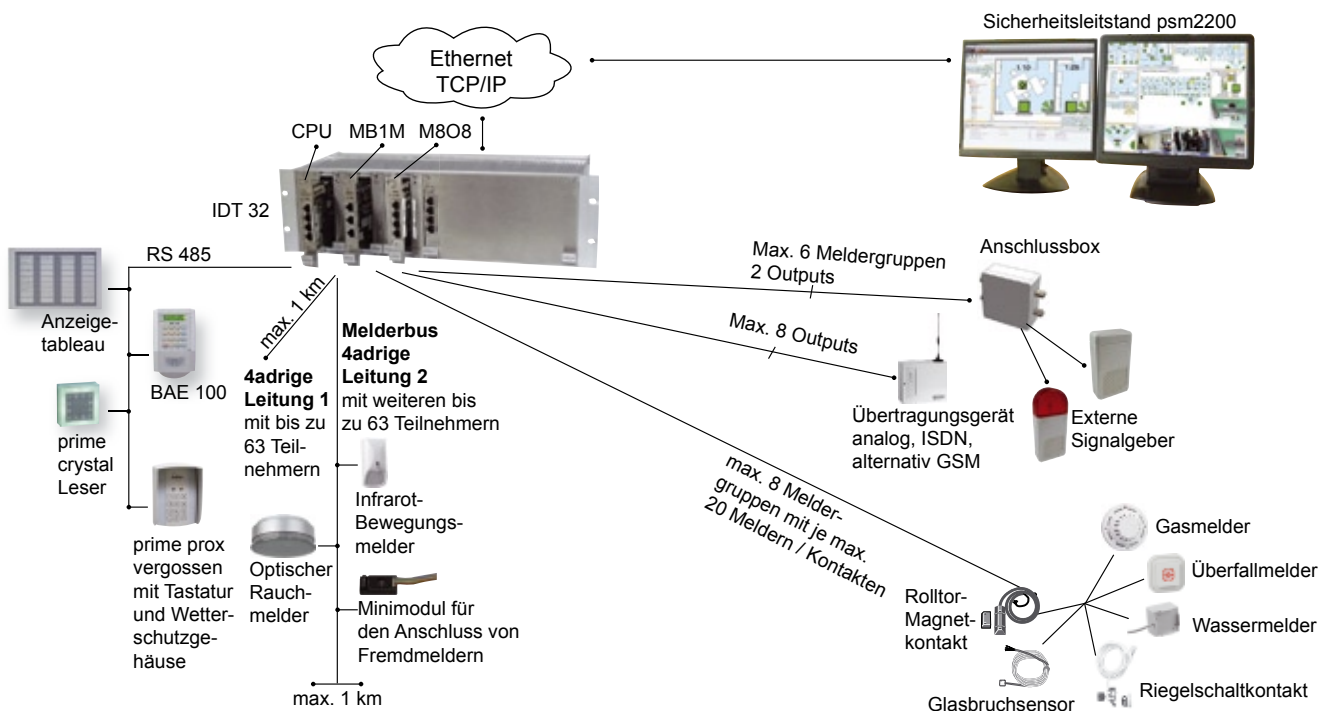 Sicherheitsleitstand psm2200
Ethernet
TCP/IP
CPU
MB1M
M8O8
IDT 32
RS 485
Anzeige-
tableau
BAE 100
prime
crystal
Leser
prime prox
vergossen
mit Tastatur
und Wetter-
schutzge-
häuse
max. 1 km
4adrige
Leitung 1
mit bis zu
63 Teil-
nehmern
Melderbus
4adrige
Leitung 2
mit weiteren bis
zu 63 Teilnehmern
Infrarot-
Bewegungs-
melder
Optischer
Rauch-
melder
Minimodul für
den Anschluss von
Fremdmeldern
max. 1 km
Max. 6 Meldergruppen
2 Outputs
Anschlussbox
Max. 8 Outputs
Übertragungsgerät
analog, ISDN,
alternativ GSM
Externe
Signalgeber
max. 8 Melder-
gruppen mit je max.
20 Meldern / Kontakten
Rolltor-
Magnet-
kontakt
Gasmelder
Überfallmelder
Wassermelder
Riegelschaltkontakt
Glasbruchsensor